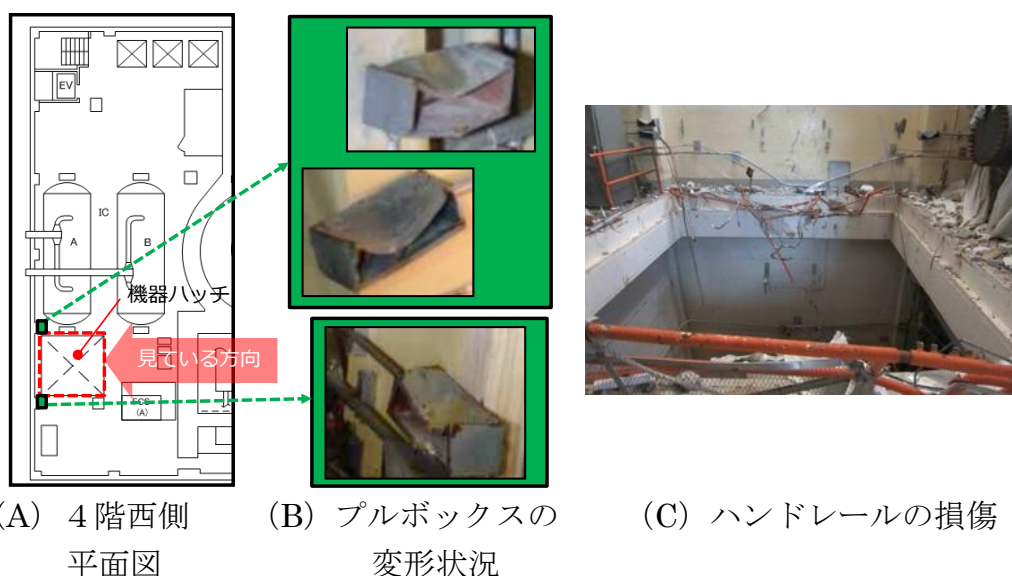 EV
IC
A
B
機器ハッチ
見ている方向
(A)
(A) 4階西側
平面図
(B) プルボックスの
変形状況
(C) ハンドレールの損傷